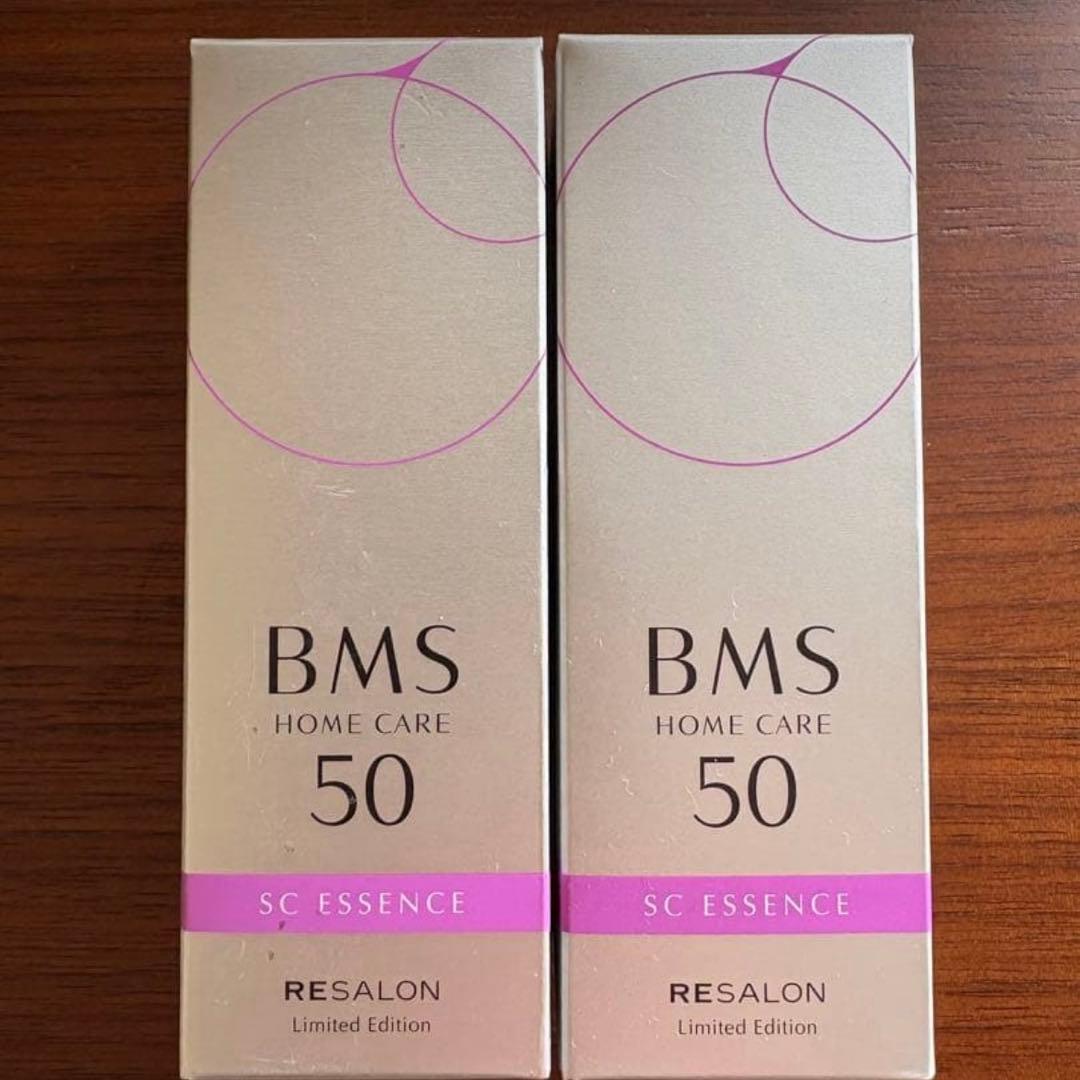 BMS
HOME CARE
50
SC ESSENCE
RESALON
Limited Edition
BMS
HOME CARE
50
SC ESSENCE
RESALON
Limited Edition